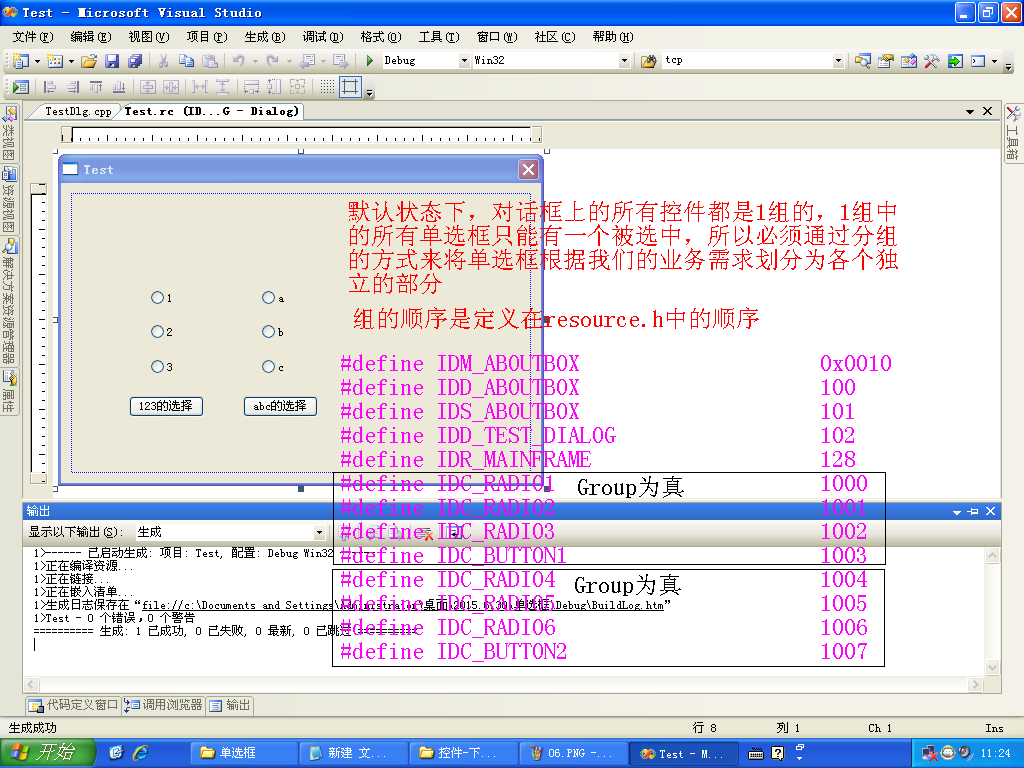 Test - Microsoft Visual Studio
文件(F) 编辑(E) 视图(V) 项目(P) 生成(B) 调试(D) 格式(O) 工具(T) 窗口(W) 社区(C) 帮助(H)
Debug Win32 tcp
TestDlg.cpp Test.rc (ID...G - Dialog)
类视图
资源视图
解决方案资源管理器
属性
工具箱
Test
默认状态下，对话框上的所有控件都是1组的，1组中
的所有单选框只能有一个被选中，所以必须通过分组
的方式来将单选框根据我们的业务需求划分为各个独
立的部分
组的顺序是定义在resource.h中的顺序
1 a
2 b
3 c
123的选择 abc的选择
#define IDM_ABOUTBOX 0x0010
#define IDD_ABOUTBOX 100
#define IDS_ABOUTBOX 101
#define IDD_TEST_DIALOG 102
#define IDR_MAINFRAME 128
#define IDC_RADIO1 Group为真 1000
#define IDC_RADIO2 1001
#define IDC_RADIO3 1002
#define IDC_BUTTON1 1003
#define IDC_RADIO4 Group为真 1004
#define IDC_RADIO5 1005
#define IDC_RADIO6 1006
#define IDC_BUTTON2 1007
输出
显示以下输出(S): 生成
1>------ 已启动生成: 项目: Test, 配置: Debug Win32
1>正在编译资源...
1>正在链接...
1>正在嵌入清单...
1>生成日志保存在“file://c:\Documents and Settings\Administrator\桌面\2015.6.30\单选框\Debug\BuildLog.htm”
1>Test - 0 个错误，0 个警告
========== 生成: 1 已成功, 0 已失败, 0 最新, 0 已跳过 ==========
代码定义窗口 调用浏览器 输出
生成成功 行 8 列 1 Ch 1 Ins
开始 单选框 新建 文... 控件-下... 06.PNG -... Test - M... 11:24